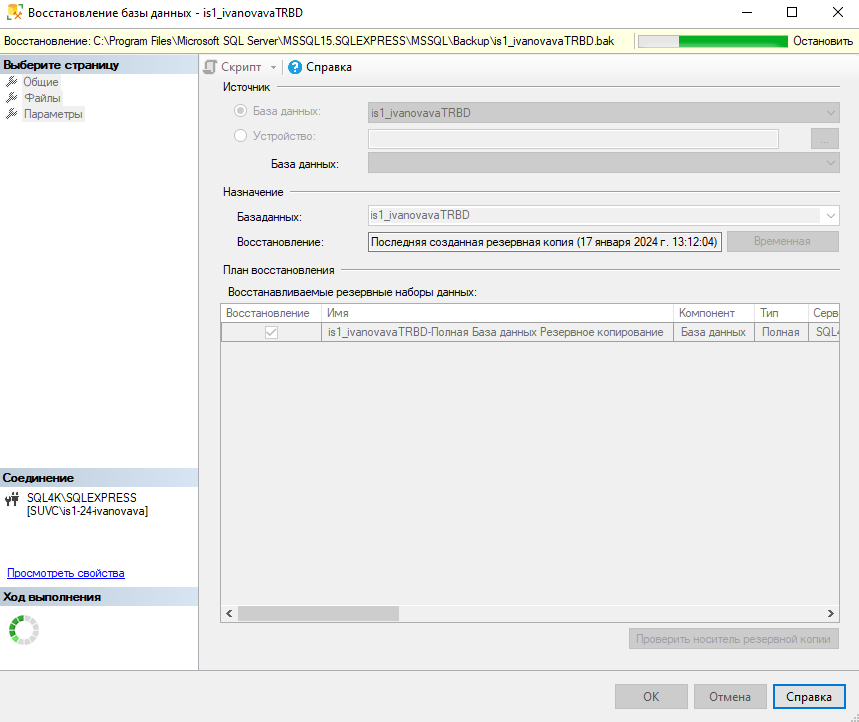 Восстановление базы данных - is1_ivanovavaTRBD
Восстановление: C:\Program Files\Microsoft SQL Server\MSSQL15.SQLEXPRESS\MSSQL\Backup\is1_ivanovavaTRBD.bak
Остановить
Выберите страницу
Общие
Файлы
Параметры
Скрипт
Справка
Источник
База данных:
is1_ivanovavaTRBD
Устройство:
...
База данных:
Назначение
Базаданных:
is1_ivanovavaTRBD
Восстановление:
Последняя созданная резервная копия (17 января 2024 г. 13:12:04)
Временная
План восстановления
Восстанавливаемые резервные наборы данных:
Восстановление Имя Компонент Тип Серв
is1_ivanovavaTRBD-Полная База данных Резервное копирование База данных Полная SQL4
Соединение
SQL4K\SQLEXPRESS
[SUVC\is1-24-ivanovava]
Просмотреть свойства
Ход выполнения
Проверить носитель резервной копии
ОК
Отмена
Справка